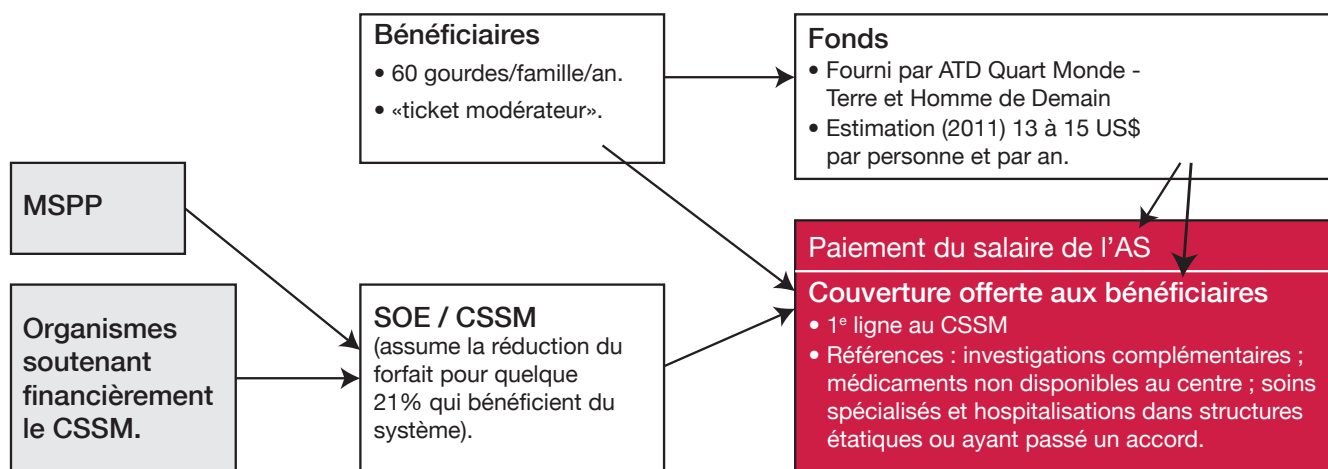 Bénéficiaires
• 60 gourdes/famille/an.
• «ticket modérateur».
Fonds
• Fourni par ATD Quart Monde -
Terre et Homme de Demain
• Estimation (2011) 13 à 15 US$
par personne et par an.
MSPP
Organismes
soutenant
financièrement
le CSSM.
SOE / CSSM
(assume la réduction du
forfait pour quelque
21% qui bénéficient du
système).
Paiement du salaire de l’AS
Couverture offerte aux bénéficiaires
• 1e ligne au CSSM
• Références : investigations complémentaires ;
médicaments non disponibles au centre ; soins
spécialisés et hospitalisations dans structures
étatiques ou ayant passé un accord.